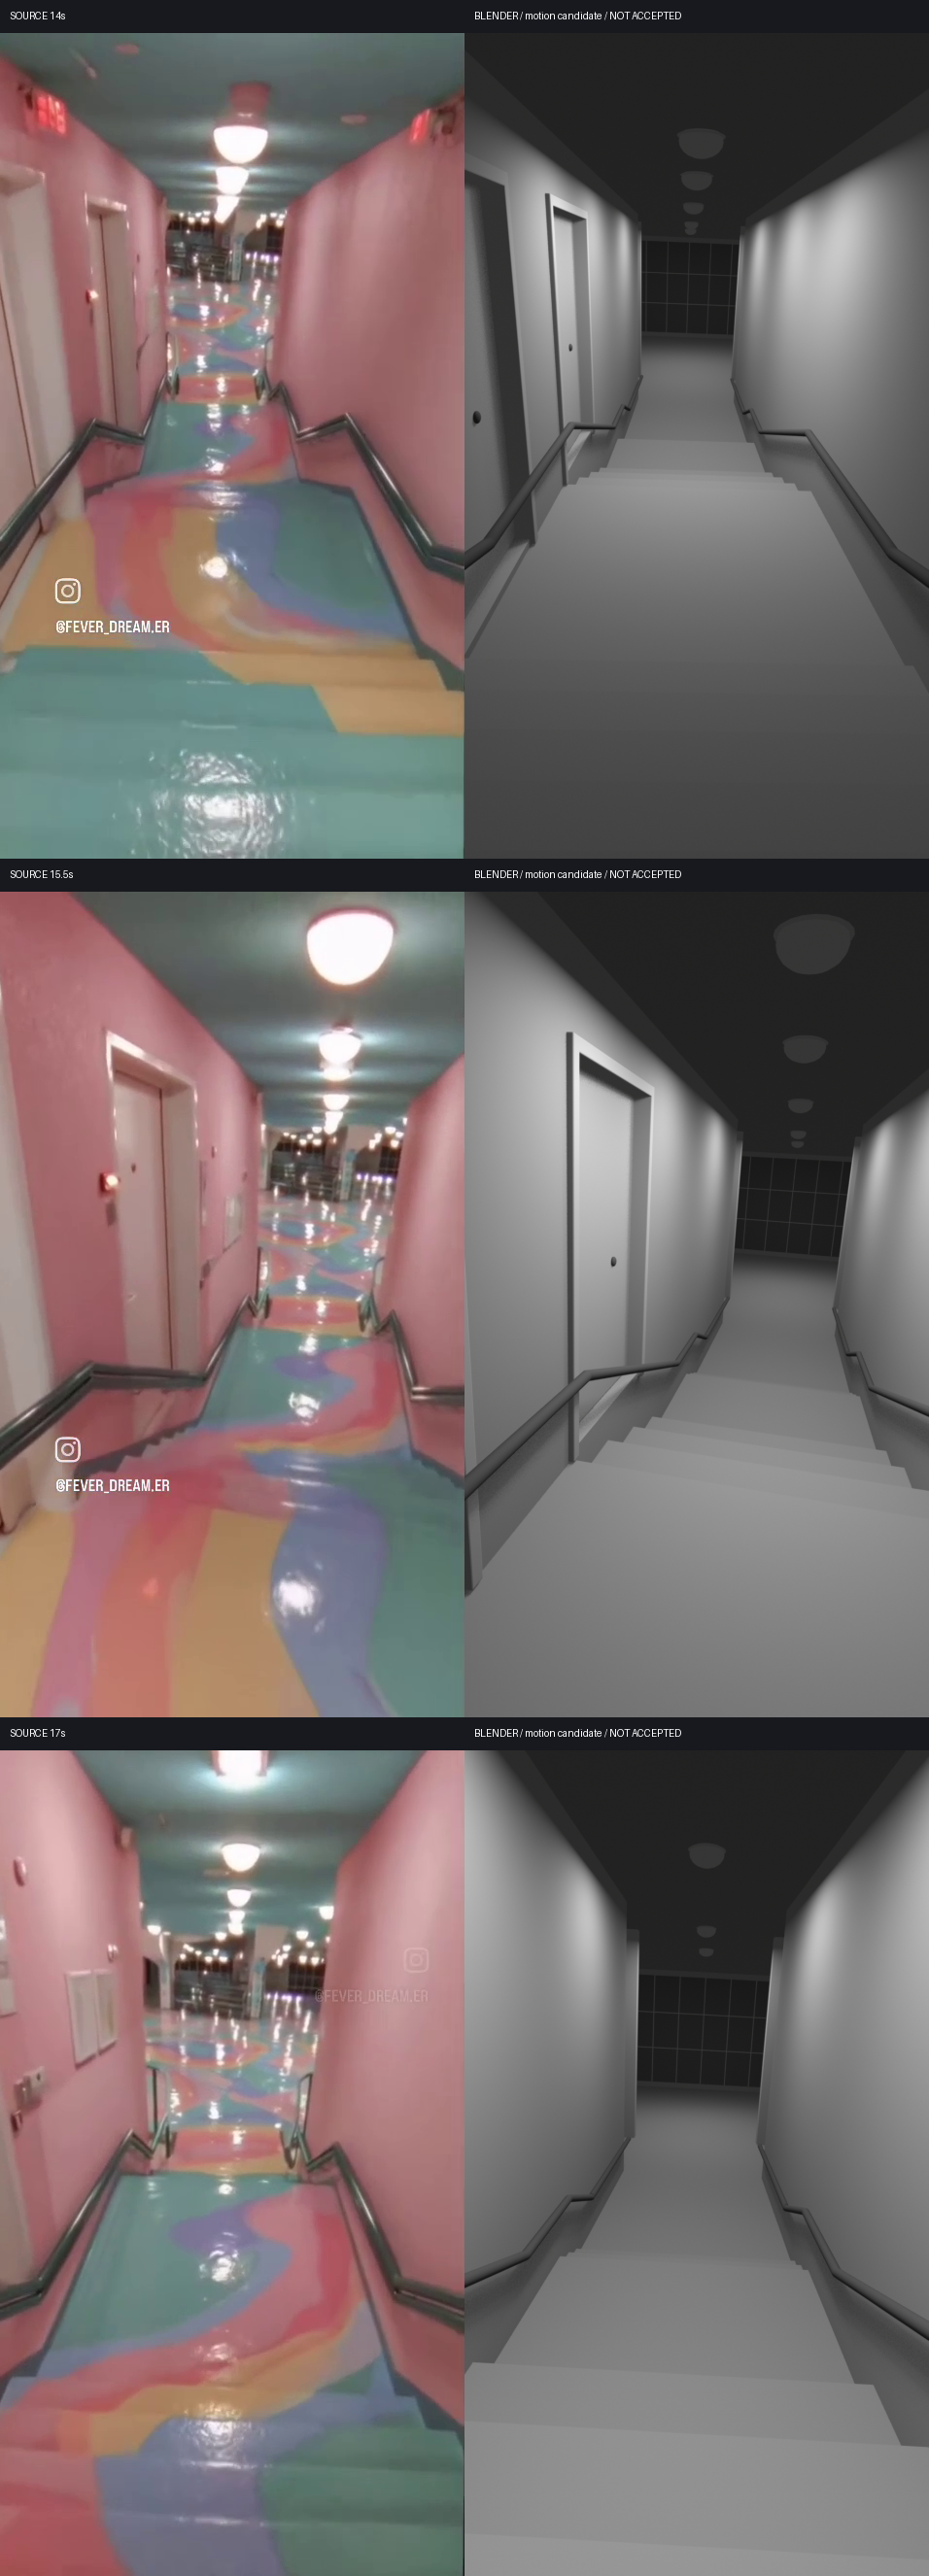 SOURCE 14s
BLENDER / motion candidate / NOT ACCEPTED
@FEVER_DREAM.ER
SOURCE 15.5s
BLENDER / motion candidate / NOT ACCEPTED
@FEVER_DREAM.ER
SOURCE 17s
BLENDER / motion candidate / NOT ACCEPTED
@FEVER_DREAM.ER